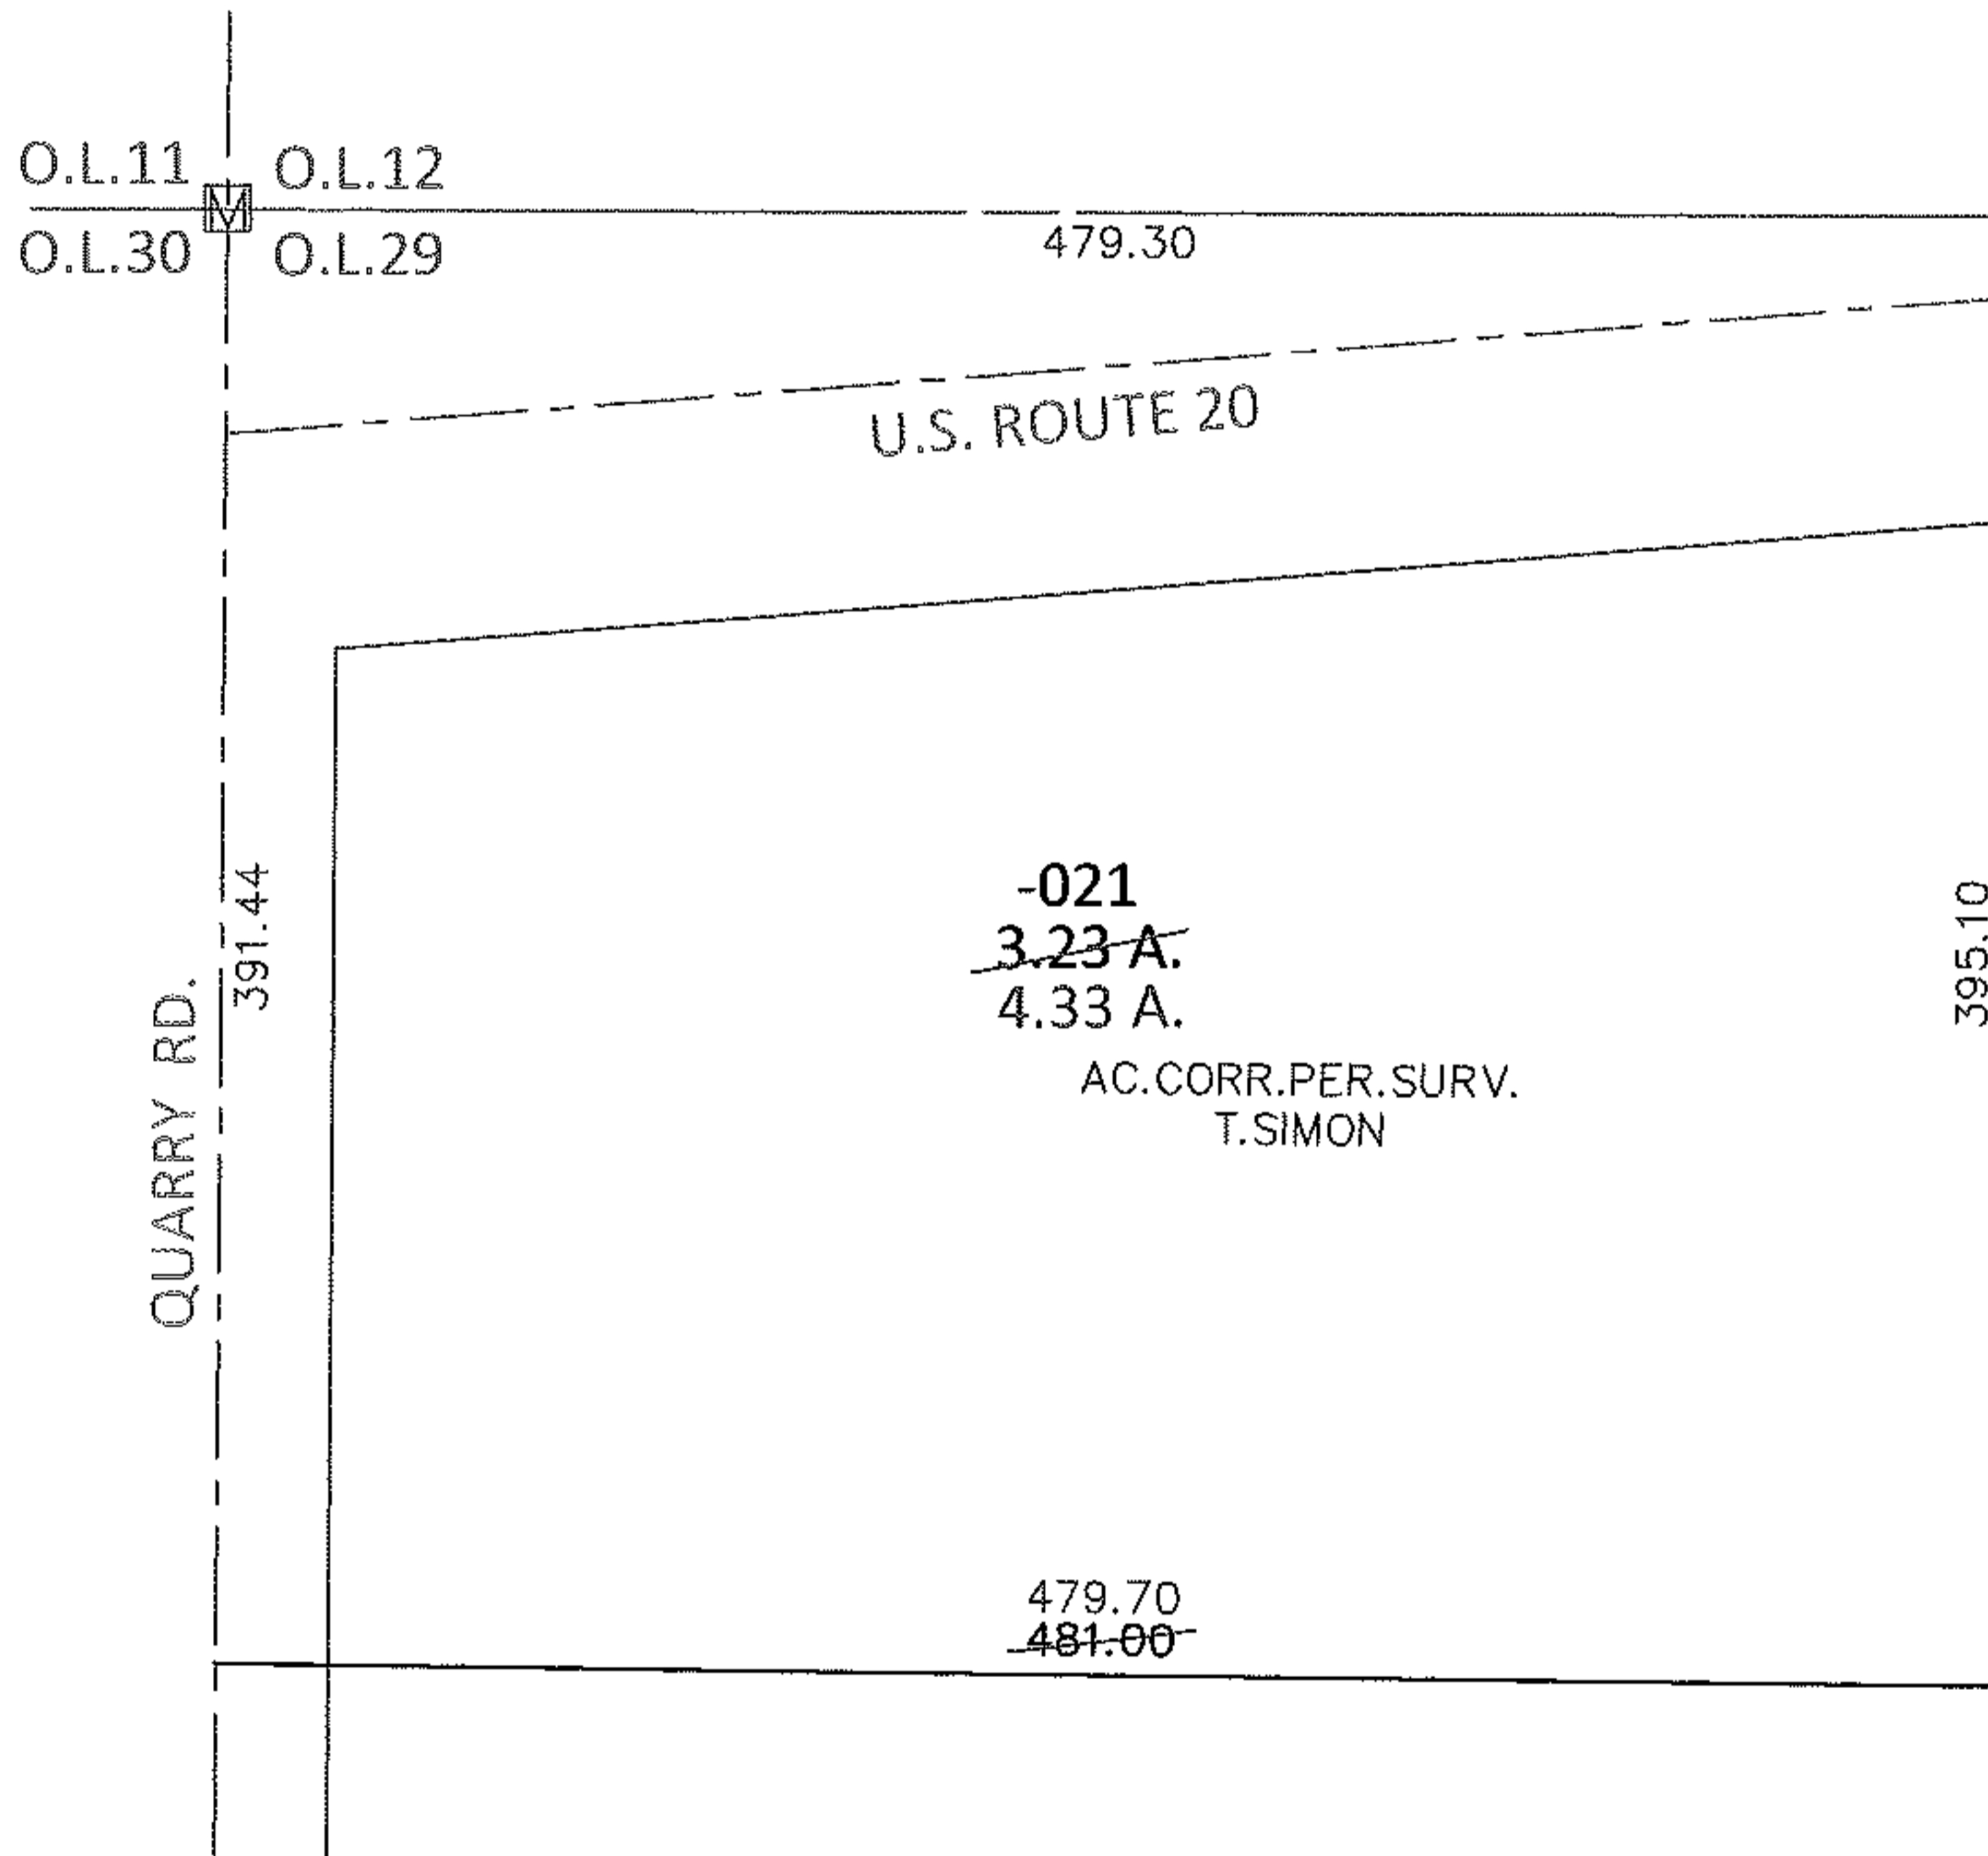 O.L.11
O.L.12
M
O.L.30
O.L.29
479.30
U.S. ROUTE 20
391.44
QUARRY RD.
-021
3.23 A.
4.33 A.
395.10
AC.CORR.PER.SURV.
T.SIMON
479.70
481.00